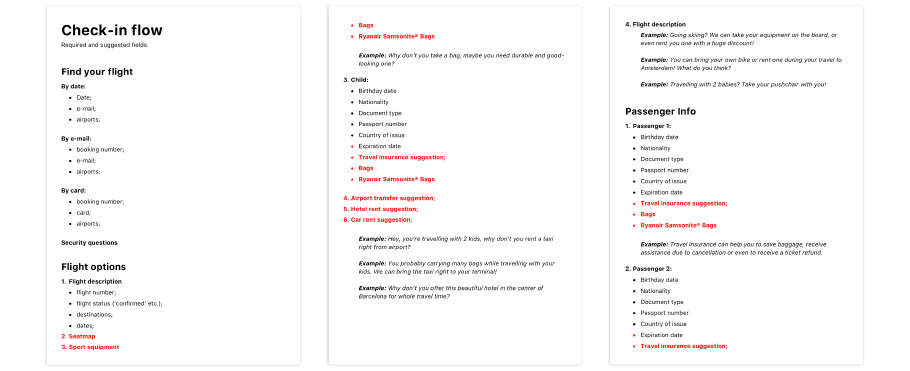 Check-in flow
Required and suggested fields.
Find your flight
By date:
• Date;
• e-mail;
• airports;
By e-mail:
• booking number;
• e-mail;
• airports;
By card:
• booking number;
• card;
• airports;
Security questions
Flight options
1. Flight description
• flight number;
• flight status ('confirmed' etc.);
• destinations;
• dates;
2. Seatmap
3. Sport equipment
• Bags
• Ryanair Samsonite® Bags
Example: Why don't you take a bag, maybe you need durable and good-
looking one?
3. Child:
• Birthday date
• Nationality
• Document type
• Passport number
• Country of issue
• Expiration date
• Travel insurance suggestion;
• Bags
• Ryanair Samsonite® Bags
4. Airport transfer suggestion;
5. Hotel rent suggestion;
6. Car rent suggestion;
Example: Hey, you're travelling with 2 kids, why don't you rent a taxi
right from airport?
Example: You probably carrying many bags while travelling with your
kids. We can bring the taxi right to your terminal!
Example: Why don't you offer this beautiful hotel in the center of
Barcelona for whole travel time?
4. Flight description
Example: Going skiing? We can take your equipment on the board, or
even rent you one with a huge discount!
Example: You can bring your own bike or rent one during your travel to
Amsterdam! What do you think?
Example: Travelling with 2 babies? Take your pushchair with you!
Passenger Info
1. Passenger 1:
• Birthday date
• Nationality
• Document type
• Passport number
• Country of issue
• Expiration date
• Travel insurance suggestion;
• Bags
• Ryanair Samsonite® Bags
Example: Travel insurance can help you to save baggage, receive
assistance due to cancellation or even to receive a ticket refund.
2. Passenger 2:
• Birthday date
• Nationality
• Document type
• Passport number
• Country of issue
• Expiration date
• Travel insurance suggestion;